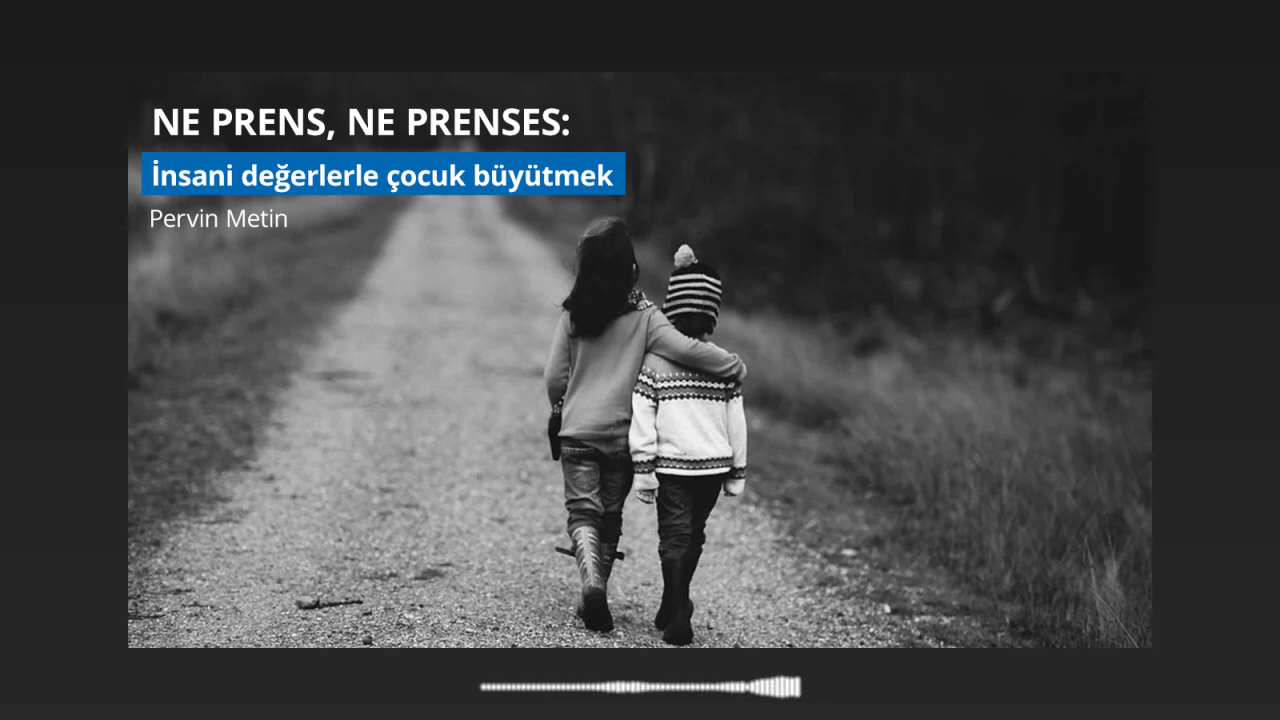 NE PRENS, NE PRENSES:
İnsani değerlerle çocuk büyütmek
Pervin Metin